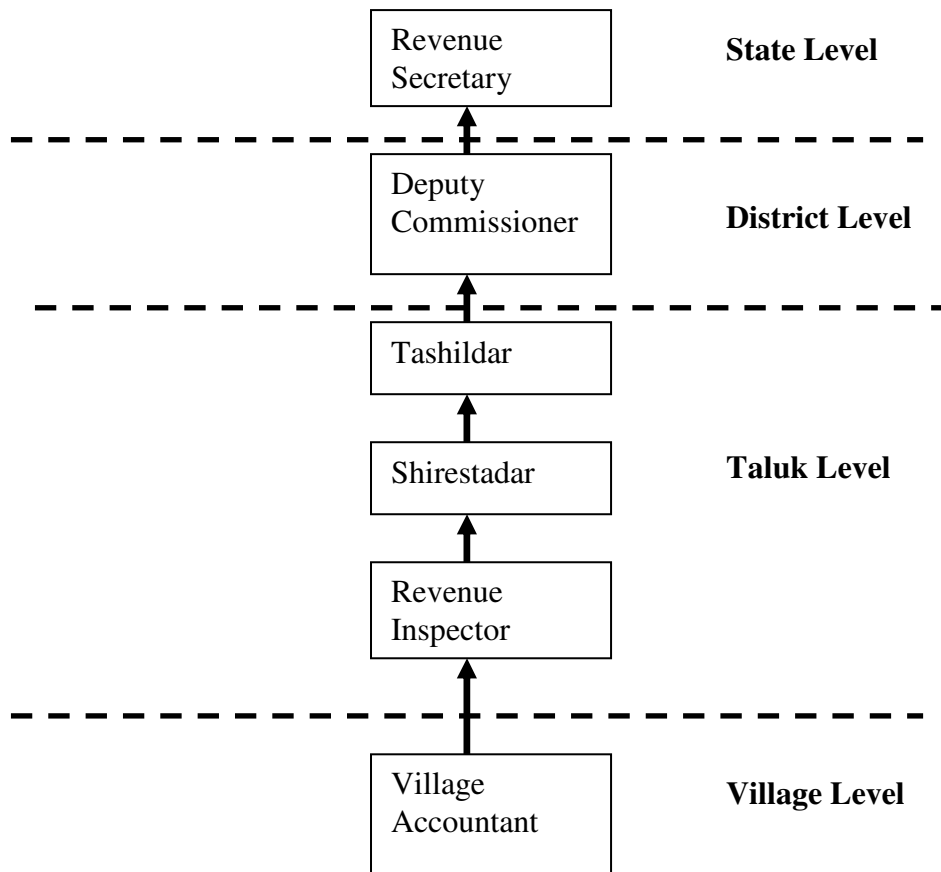 Revenue
Secretary
State Level
Deputy
Commissioner
District Level
Tashildar
Shirestadar
Taluk Level
Revenue
Inspector
Village
Accountant
Village Level